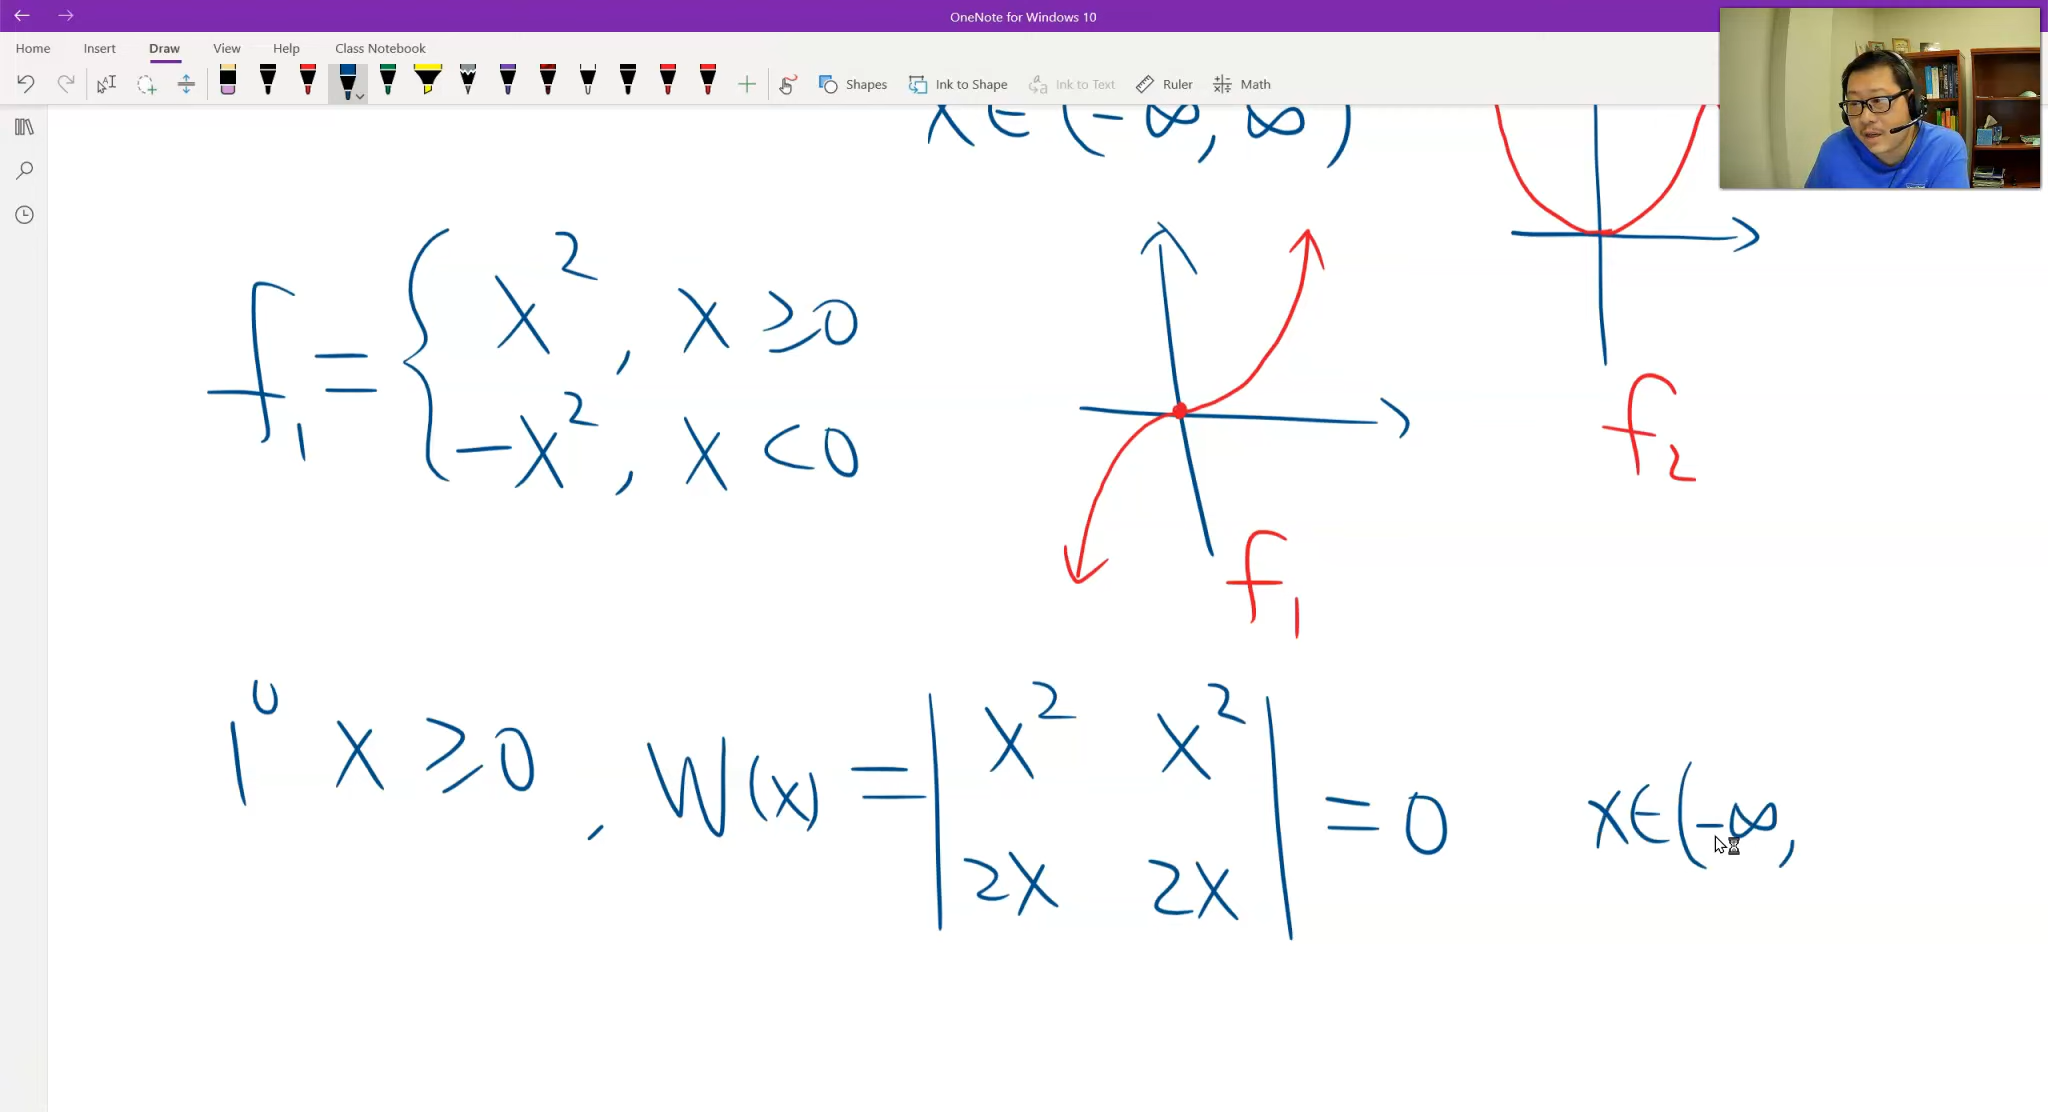 OneNote for Windows 10
Home Insert Draw View Help Class Notebook
Shapes Ink to Shape Ink to Text Ruler Math
x ∈ (-∞, ∞)
f₁ = { x², x ≥ 0
-x², x < 0
f₂
f₁
1⁰ x ≥ 0, W(x) = | x² x² | = 0 x ∈ (-∞,
2x 2x